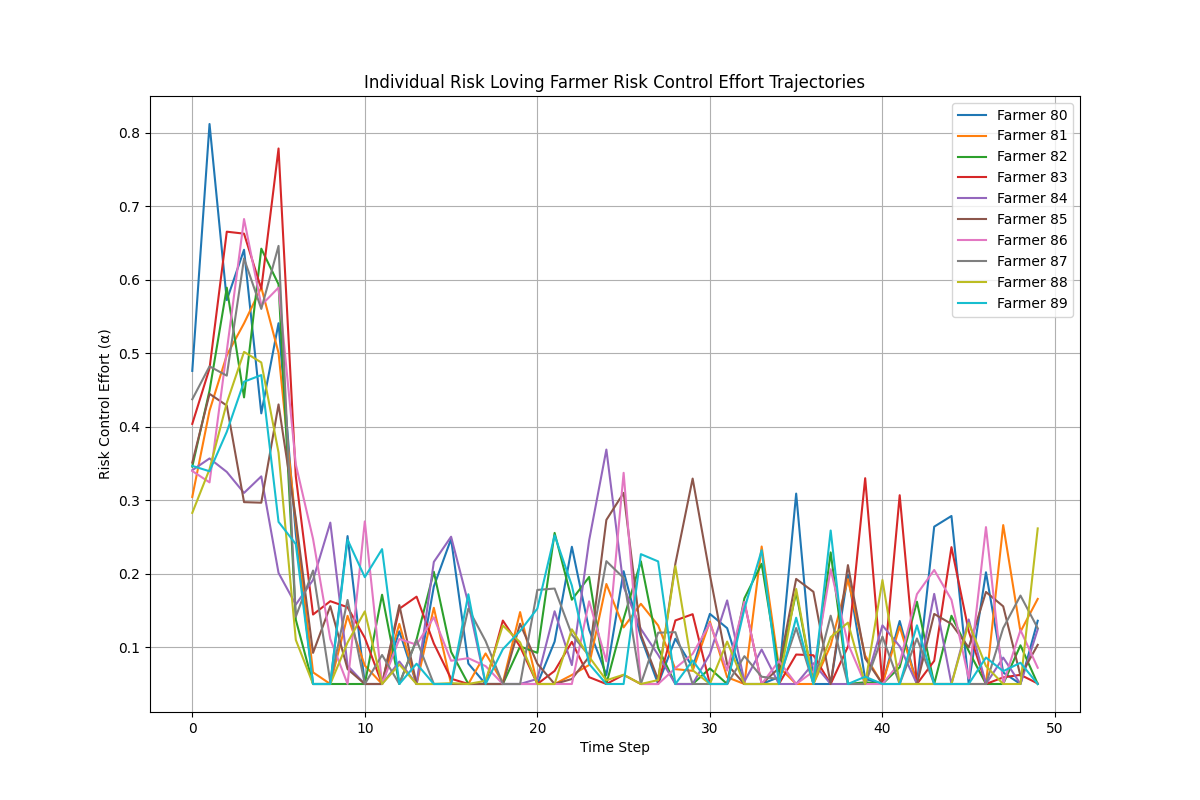 Individual Risk Loving Farmer Risk Control Effort Trajectories
Risk Control Effort (α)
0.8
0.7
0.6
0.5
0.4
0.3
0.2
0.1
0
10
20
30
40
50
Time Step
Farmer 80
Farmer 81
Farmer 82
Farmer 83
Farmer 84
Farmer 85
Farmer 86
Farmer 87
Farmer 88
Farmer 89